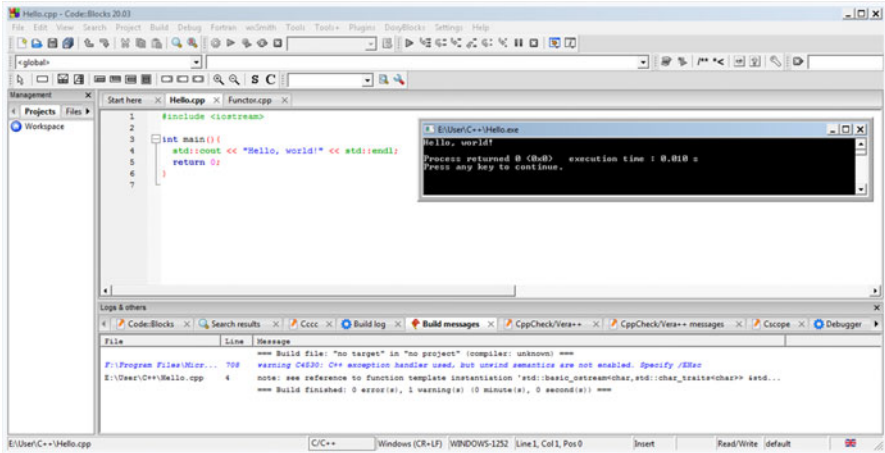 Hello.cpp - Code::Blocks 20.03
File Edit View Search Project Build Debug Fortran wxSmith Tools Tools+ Plugins DoxyBlocks Settings Help
<global>
S C
Management
Projects Files
Workspace
Start here Hello.cpp Functor.cpp
1 #include <iostream>
2
3 int main(){
4 std::cout << "Hello, world!" << std::endl;
5 return 0;
6 }
7
E:\User\C++\Hello.exe
Hello, world!
Process returned 0 (0x0) execution time : 0.010 s
Press any key to continue.
Logs & others
Code::Blocks Search results Cccc Build log Build messages CppCheck/Vera++ CppCheck/Vera++ messages Cscope Debugger
File Line Message
=== Build file: "no target" in "no project" (compiler: unknown) ===
F:\Program Files\Micr... 708 warning C4530: C++ exception handler used, but unwind semantics are not enabled. Specify /EHsc
E:\User\C++\Hello.cpp 4 note: see reference to function template instantiation 'std::basic_ostream<char,std::char_traits<char>> &std...
=== Build finished: 0 error(s), 1 warning(s) (0 minute(s), 0 second(s)) ===
E:\User\C++\Hello.cpp C/C++ Windows (CR+LF) WINDOWS-1252 Line 1, Col 1, Pos 0 Insert Read/Write default